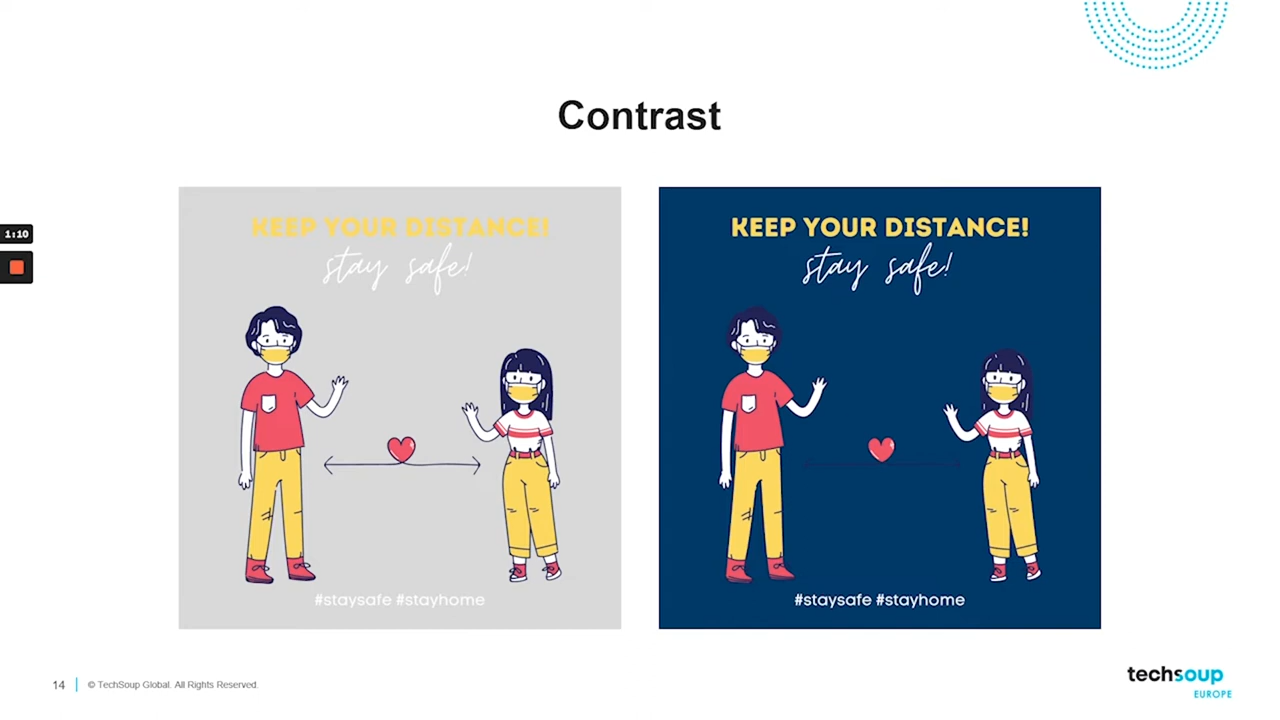 Contrast
1:10
KEEP YOUR DISTANCE!
stay safe!
#staysafe #stayhome
KEEP YOUR DISTANCE!
stay safe!
#staysafe #stayhome
14
© TechSoup Global. All Rights Reserved.
techsoup
EUROPE